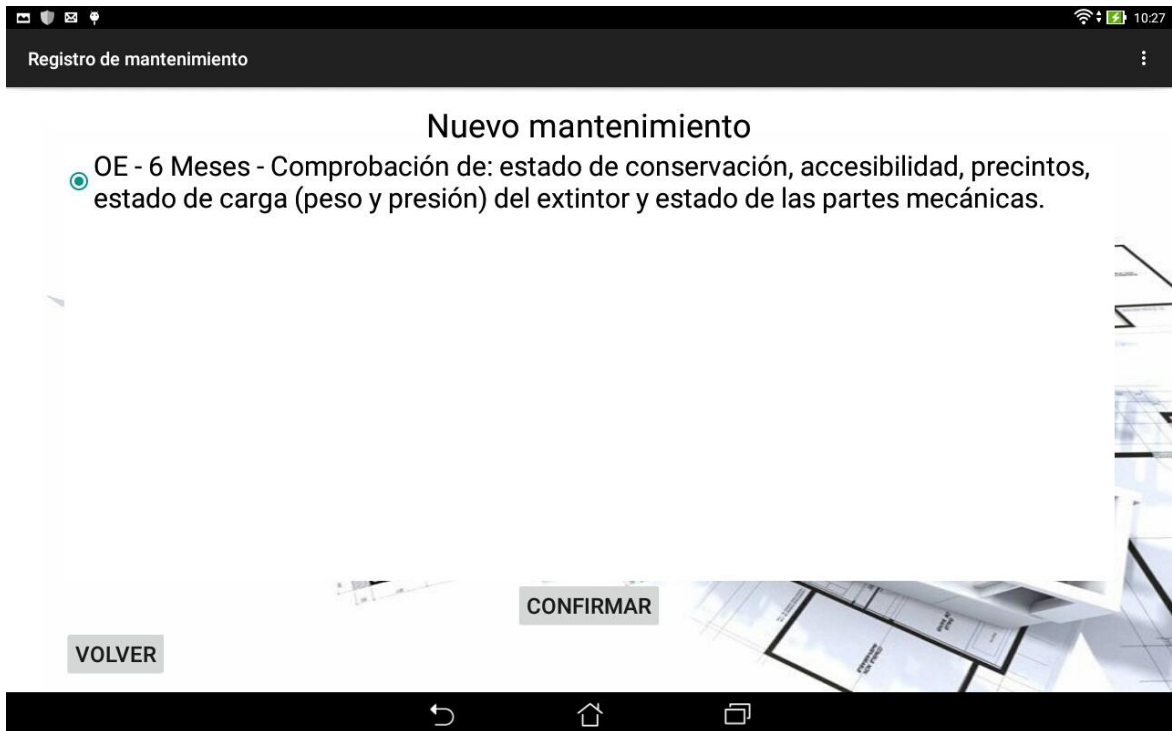 10:27
Registro de mantenimiento
Nuevo mantenimiento
OE - 6 Meses - Comprobación de: estado de conservación, accesibilidad, precintos,
estado de carga (peso y presión) del extintor y estado de las partes mecánicas.
CONFIRMAR
VOLVER